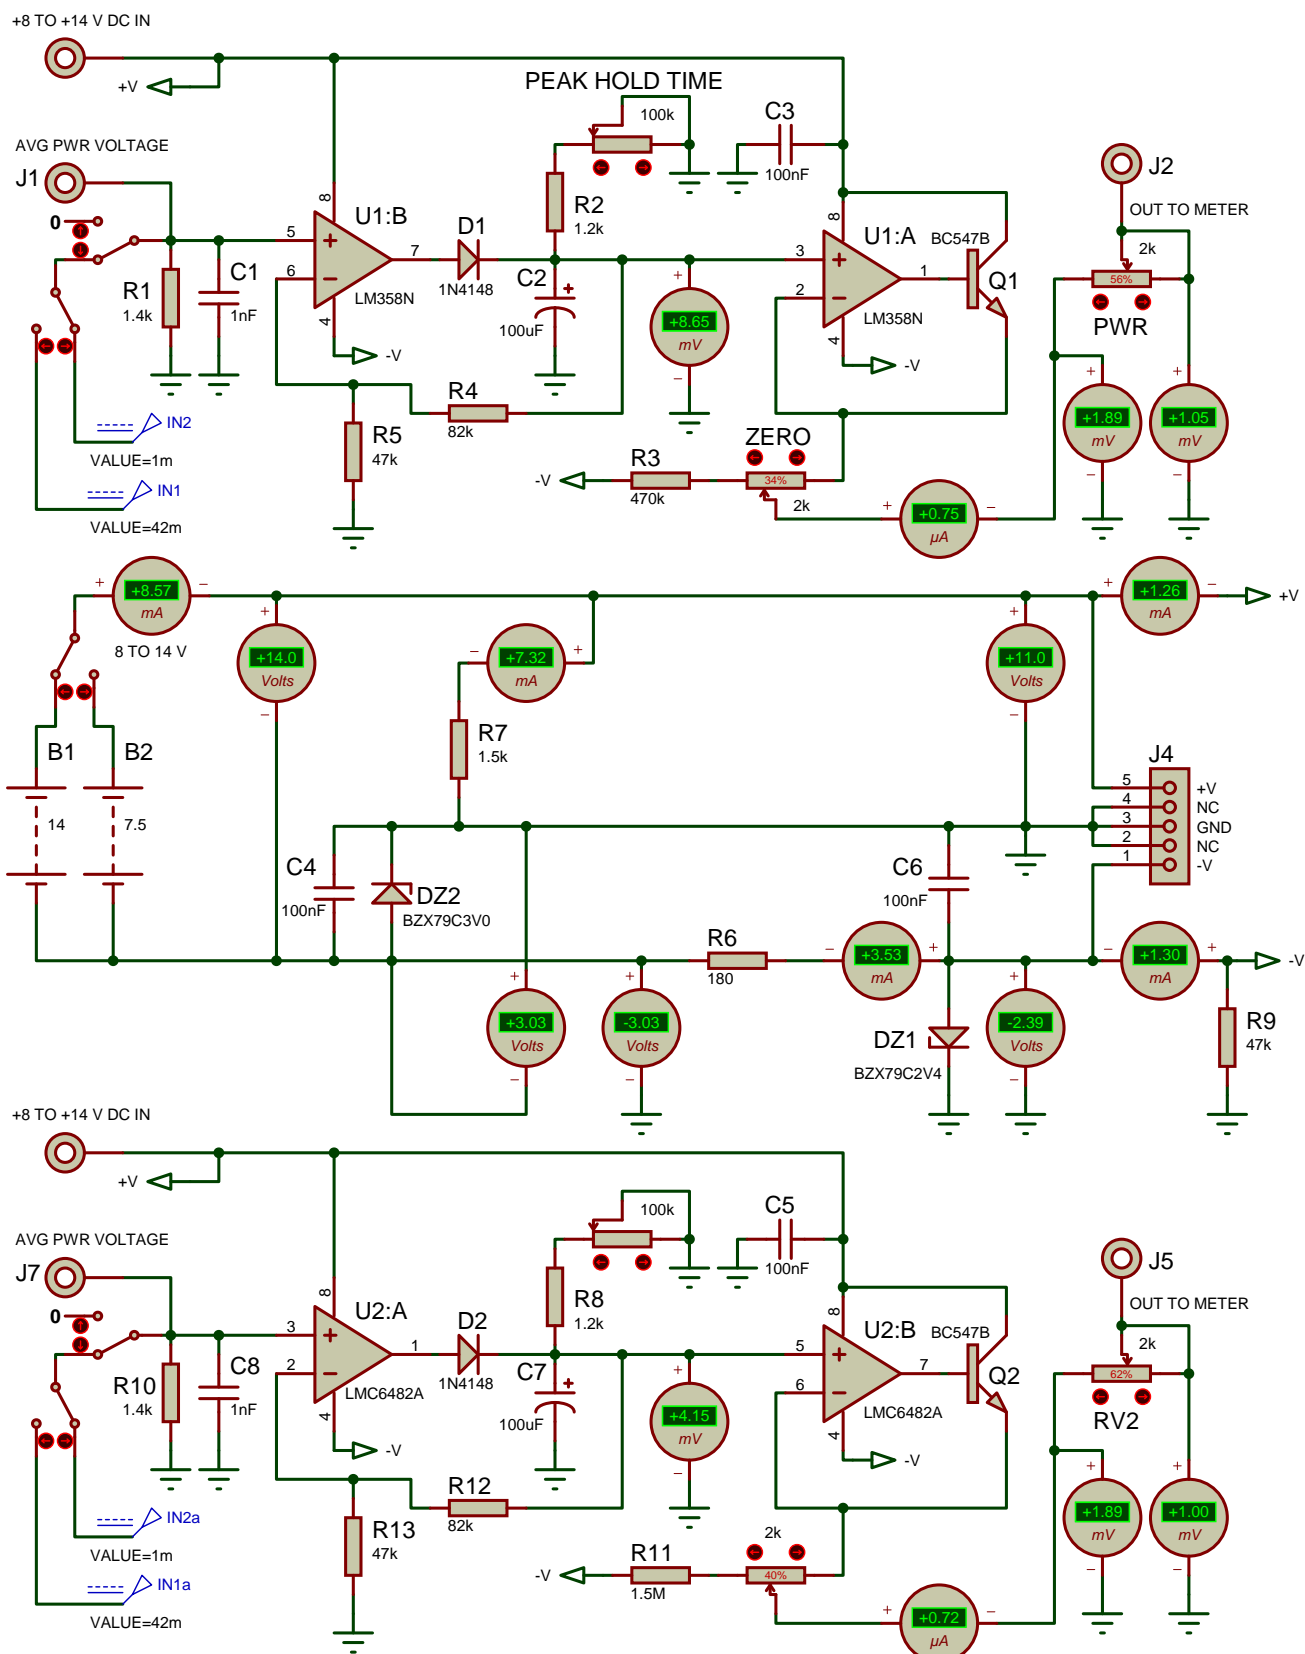 +8 TO +14 V DC IN
+V
PEAK HOLD TIME
100k
C3
100nF
AVG PWR VOLTAGE
J1
0
J2
OUT TO METER
2k
56%
PWR
R2
1.2k
U1:B
8
5
6
7
4
LM358N
-V
D1
1N4148
C2
100uF
+8.65
mV
U1:A
8
3
2
1
4
LM358N
-V
BC547B
Q1
R1
1.4k
C1
1nF
+1.89
mV
+1.05
mV
R4
82k
R5
47k
IN2
VALUE=1m
IN1
VALUE=42m
ZERO
-V
R3
470k
34%
2k
+0.75
µA
+8.57
mA
8 TO 14 V
+14.0
Volts
+7.32
mA
+11.0
Volts
+1.26
mA
+V
R7
1.5k
B1
14
B2
7.5
J4
5
4
3
2
1
+V
NC
GND
NC
-V
C4
100nF
DZ2
BZX79C3V0
C6
100nF
R6
180
+3.53
mA
+1.30
mA
-V
+3.03
Volts
-3.03
Volts
DZ1
BZX79C2V4
-2.39
Volts
R9
47k
+8 TO +14 V DC IN
+V
100k
C5
100nF
AVG PWR VOLTAGE
J7
0
J5
OUT TO METER
2k
62%
RV2
R8
1.2k
U2:A
8
3
2
1
4
LMC6482A
-V
D2
1N4148
C7
100uF
+4.15
mV
U2:B
8
5
6
7
4
LMC6482A
-V
BC547B
Q2
R10
1.4k
C8
1nF
+1.89
mV
+1.00
mV
R12
82k
R13
47k
IN2a
VALUE=1m
IN1a
VALUE=42m
-V
R11
1.5M
2k
40%
+0.72
µA